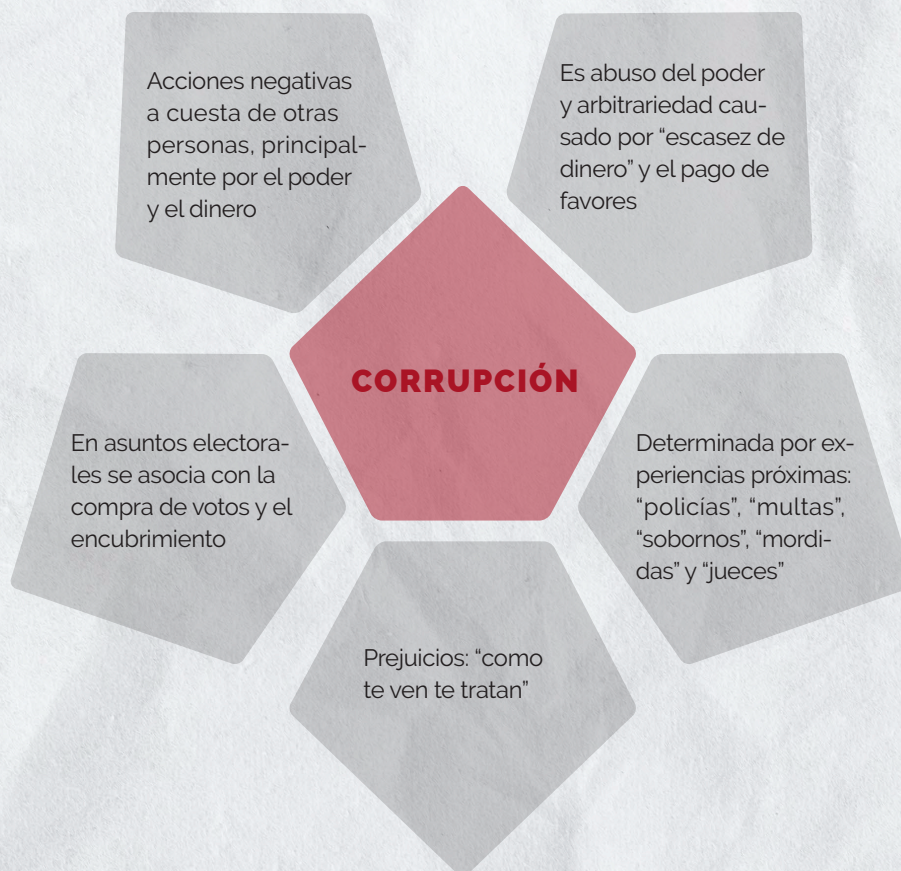 Acciones negativas
a cuesta de otras
personas, principal-
mente por el poder
y el dinero
Es abuso del poder
y arbitrariedad cau-
sado por “escasez de
dinero” y el pago de
favores
CORRUPCIÓN
En asuntos electora-
les se asocia con la
compra de votos y el
encubrimiento
Determinada por ex-
periencias próximas:
“policías”, “multas”,
“sobornos”, “mordi-
das” y “jueces”
Prejuicios: “como
te ven te tratan”